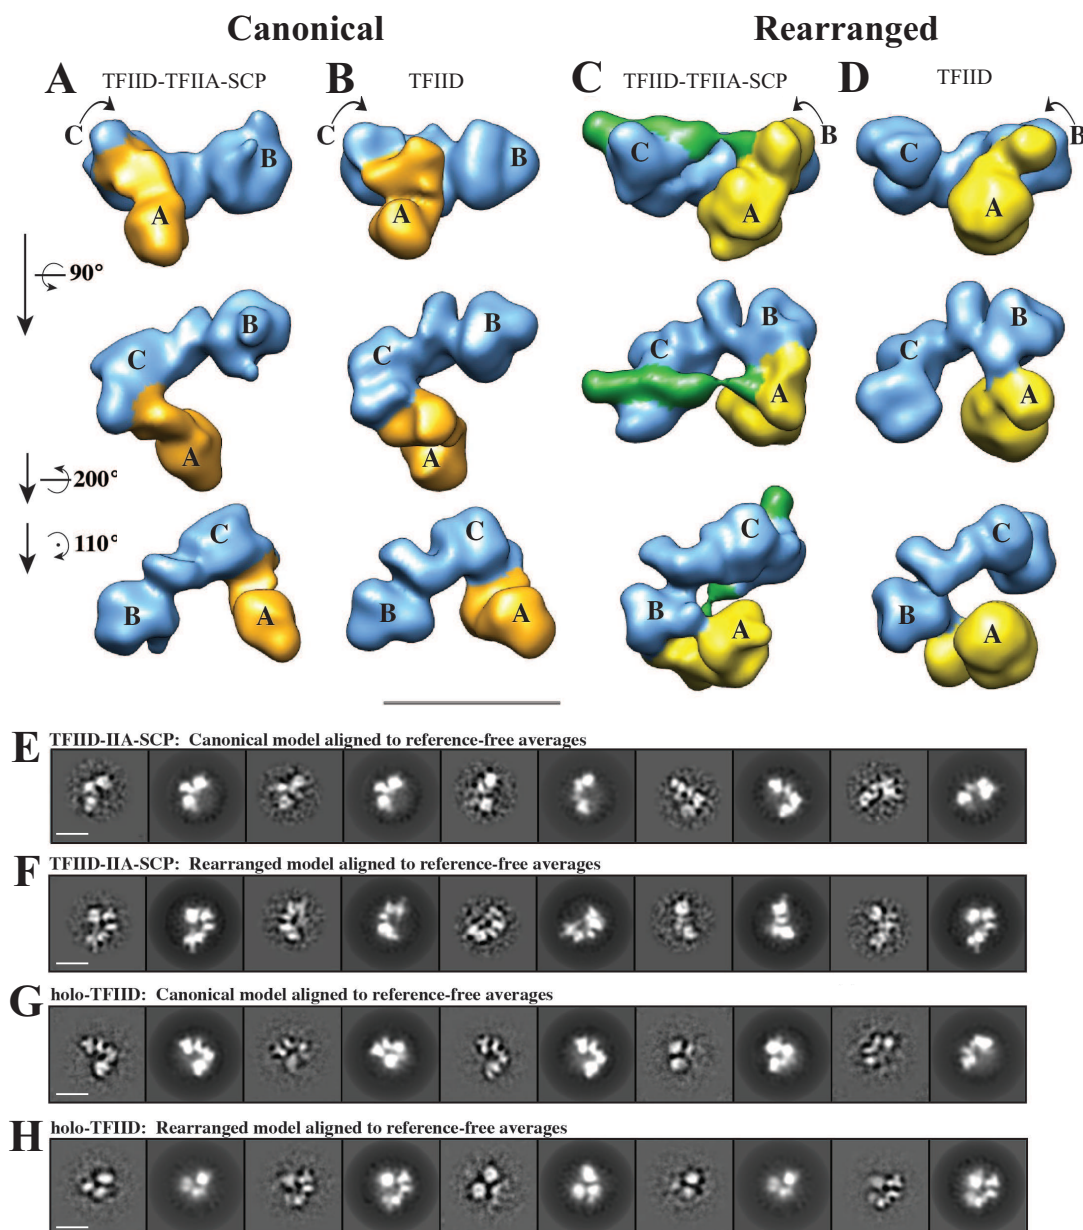 Canonical Rearranged
A TFIID-TFIIA-SCP B TFIID C TFIID-TFIIA-SCP D TFIID
C C B B
B B C C
A A A A
90°
B B B
C C C C
A A
A A
200°
110°
C C C C
B B B B
A A A A
E TFIID-IIA-SCP: Canonical model aligned to reference-free averages
F TFIID-IIA-SCP: Rearranged model aligned to reference-free averages
G holo-TFIID: Canonical model aligned to reference-free averages
H holo-TFIID: Rearranged model aligned to reference-free averages